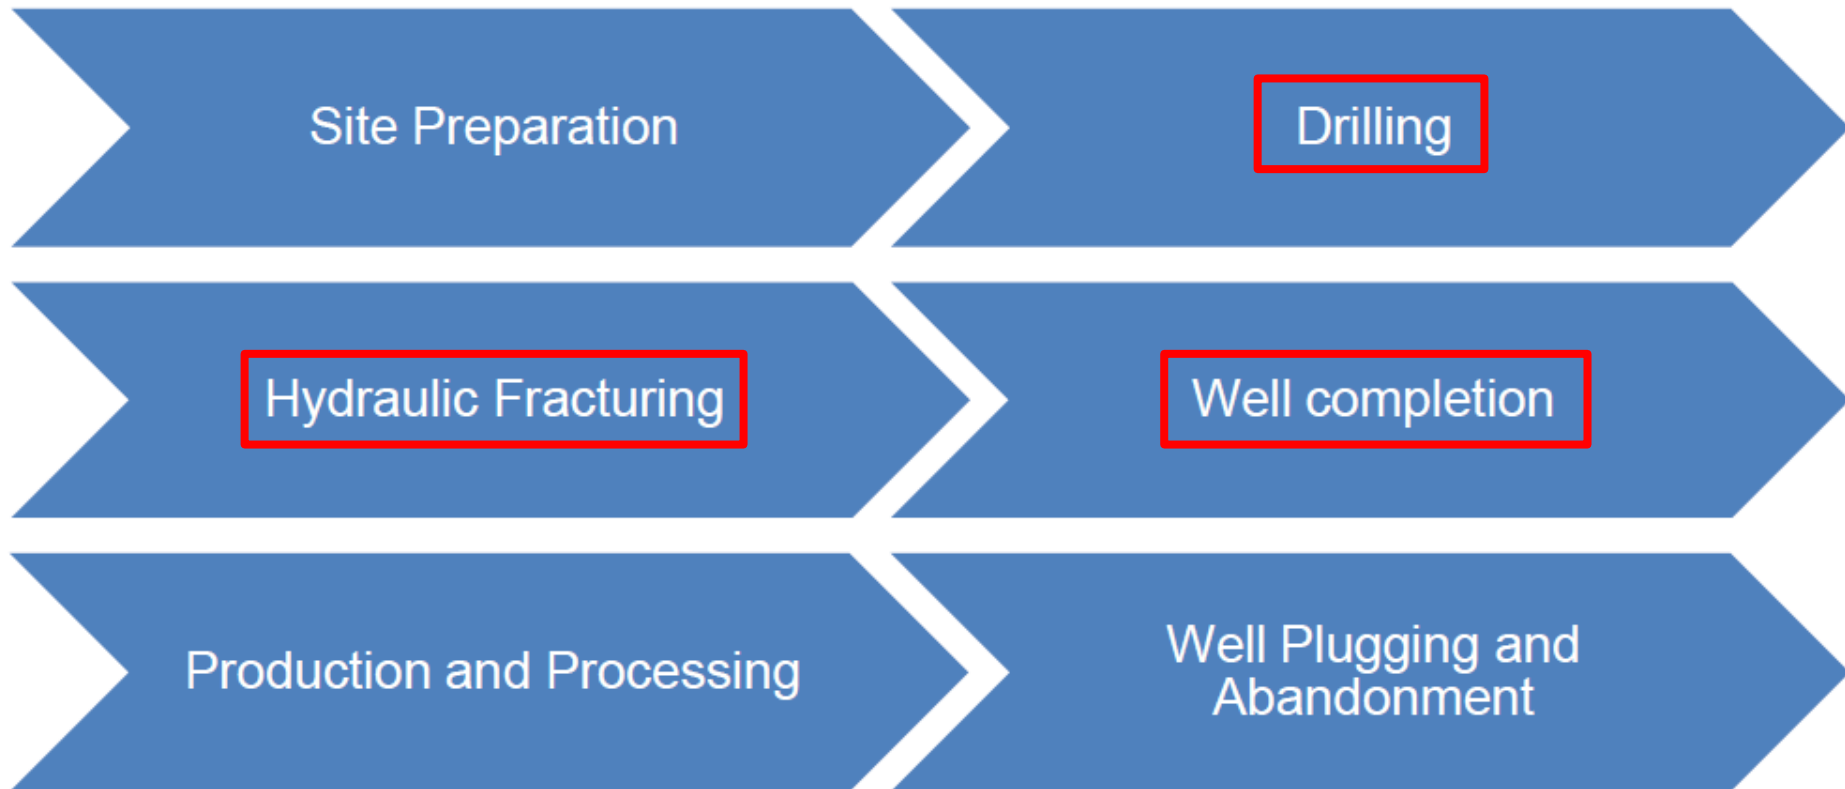 Site Preparation
Drilling
Hydraulic Fracturing
Well completion
Production and Processing
Well Plugging and
Abandonment